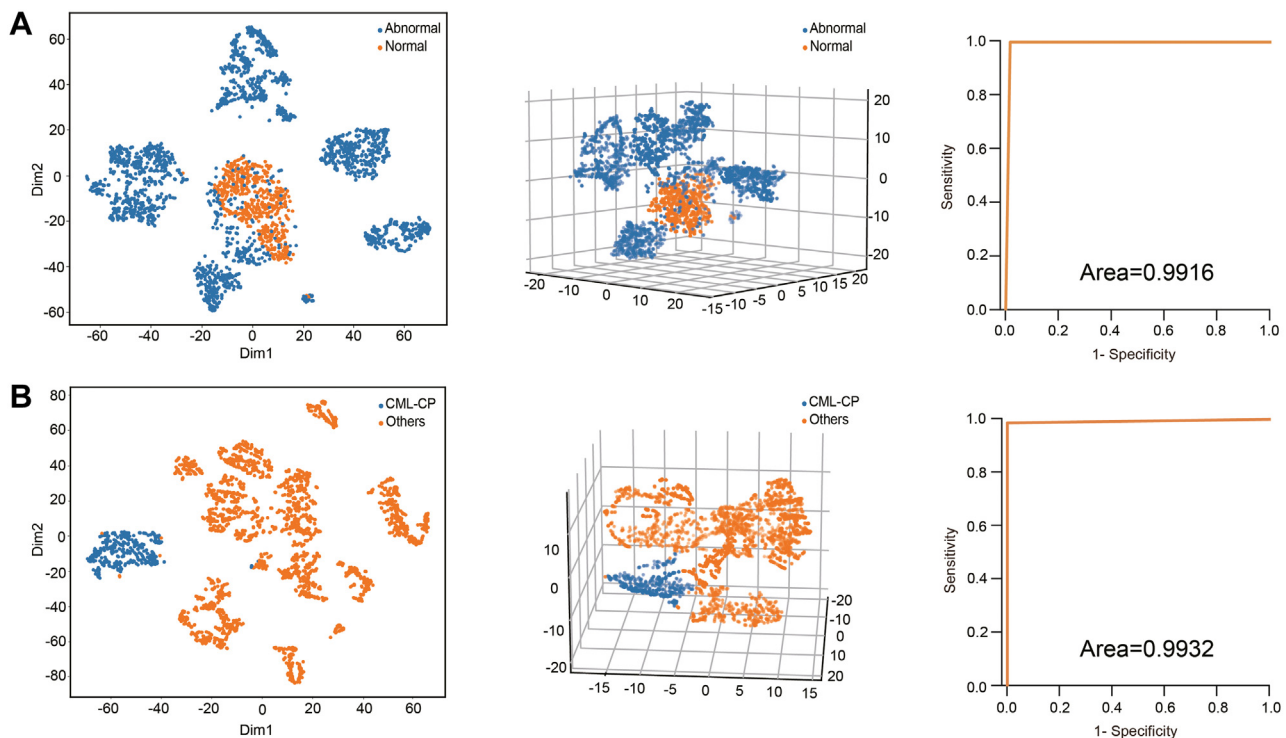 A
Abnormal
Normal
60
40
20
0
-20
-40
-60
Dim2
-60 -40 -20 0 20 40 60
Dim1
Abnormal
Normal
20
10
0
-10
-20
-20 -10 0 10 20
-15 -10 -5 0 5 10 15 20
1.0
0.8
0.6
0.4
0.2
0.0
Sensitivity
Area=0.9916
0.0 0.2 0.4 0.6 0.8 1.0
1- Specificity
B
CML-CP
Others
80
60
40
20
0
-20
-40
-60
-80
Dim2
-60 -40 -20 0 20 40 60
Dim1
CML-CP
Others
10
0
-10
-20
-15 -10 -5 0 5 10 15
-20
-10
0
10
20
1.0
0.8
0.6
0.4
0.2
0.0
Sensitivity
Area=0.9932
0.0 0.2 0.4 0.6 0.8 1.0
1- Specificity